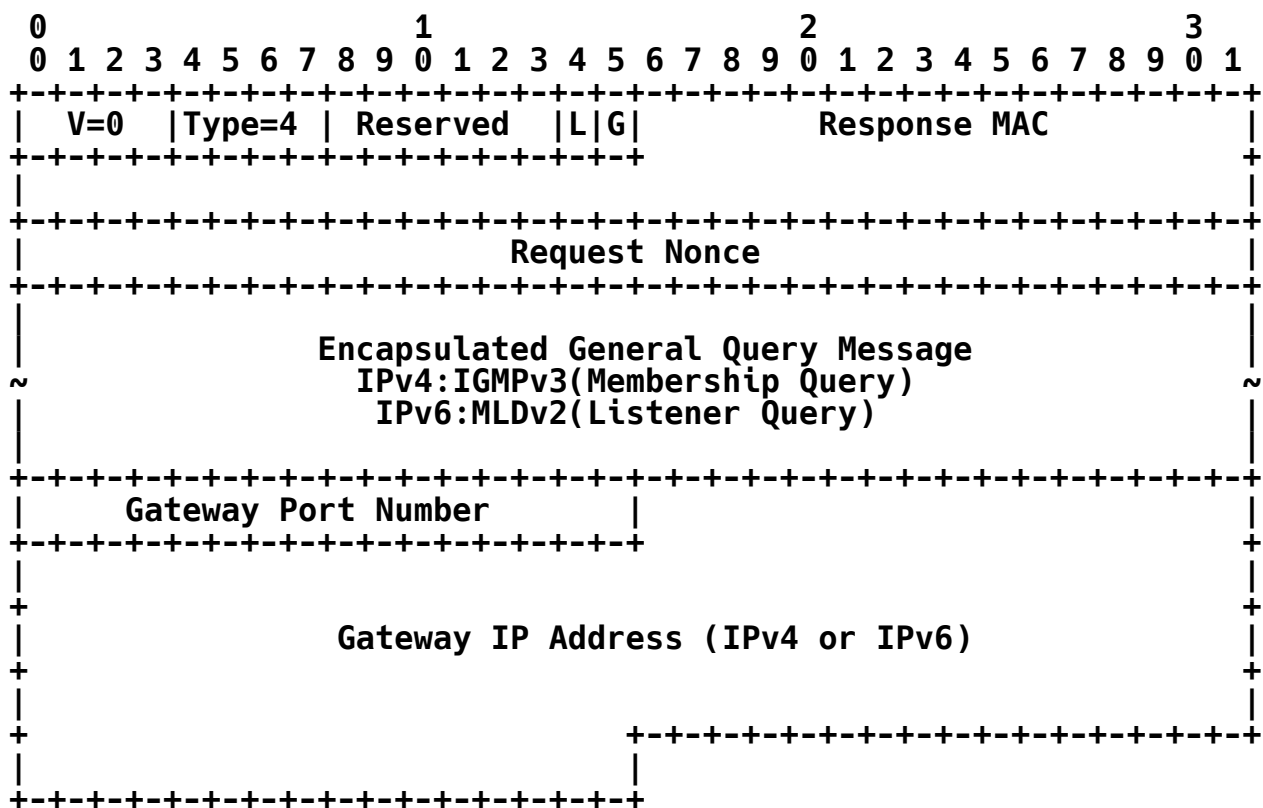 0                   1                   2                   3
 0 1 2 3 4 5 6 7 8 9 0 1 2 3 4 5 6 7 8 9 0 1 2 3 4 5 6 7 8 9 0 1
+-+-+-+-+-+-+-+-+-+-+-+-+-+-+-+-+-+-+-+-+-+-+-+-+-+-+-+-+-+-+-+-+
|  V=0  |Type=4 | Reserved  |L|G|         Response MAC          |
+-+-+-+-+-+-+-+-+-+-+-+-+-+-+-+-+                               +
|                                                               |
+-+-+-+-+-+-+-+-+-+-+-+-+-+-+-+-+-+-+-+-+-+-+-+-+-+-+-+-+-+-+-+-+
|                         Request Nonce                         |
+-+-+-+-+-+-+-+-+-+-+-+-+-+-+-+-+-+-+-+-+-+-+-+-+-+-+-+-+-+-+-+-+
|                                                               |
|               Encapsulated General Query Message              |
~                 IPv4:IGMPv3(Membership Query)                 ~
|                  IPv6:MLDv2(Listener Query)                   |
|                                                               |
+-+-+-+-+-+-+-+-+-+-+-+-+-+-+-+-+-+-+-+-+-+-+-+-+-+-+-+-+-+-+-+-+
|     Gateway Port Number       |                               |
+-+-+-+-+-+-+-+-+-+-+-+-+-+-+-+-+                               +
|                                                               |
+                                                               +
|                Gateway IP Address (IPv4 or IPv6)              |
+                                                               +
|                                                               |
+                               +-+-+-+-+-+-+-+-+-+-+-+-+-+-+-+-+
|                               |
+-+-+-+-+-+-+-+-+-+-+-+-+-+-+-+-+